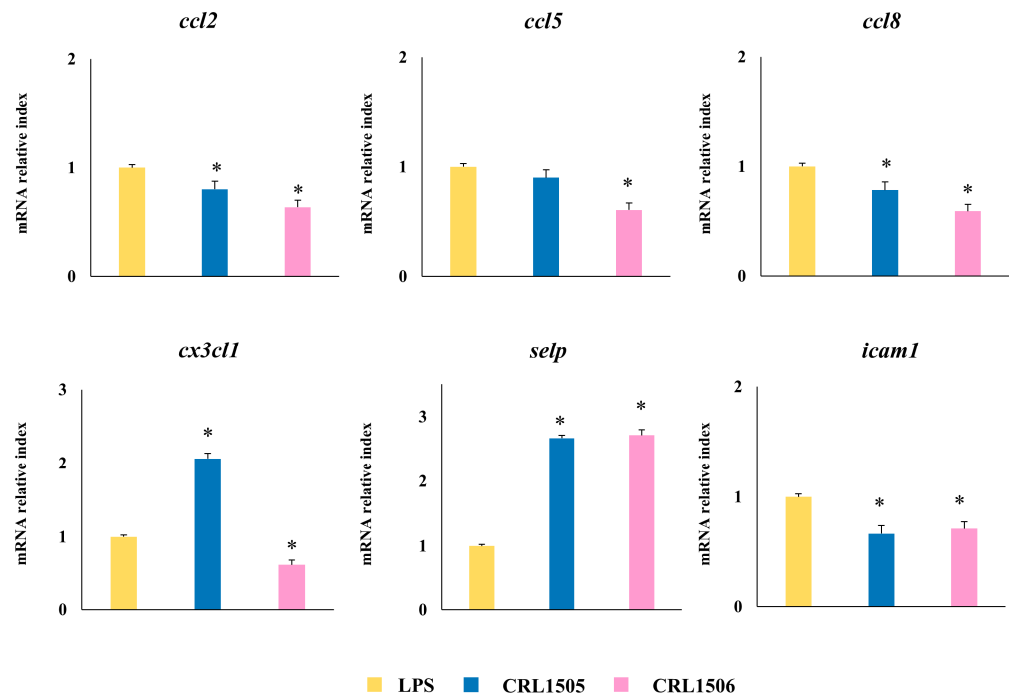 ccl2
ccl5
ccl8
mRNA relative index
2
1
0
*
*
mRNA relative index
2
1
0
*
mRNA relative index
2
1
0
*
*
cx3cl1
selp
icam1
mRNA relative index
3
2
1
0
*
*
mRNA relative index
3
2
1
0
*
*
mRNA relative index
2
1
0
*
*
LPS CRL1505 CRL1506